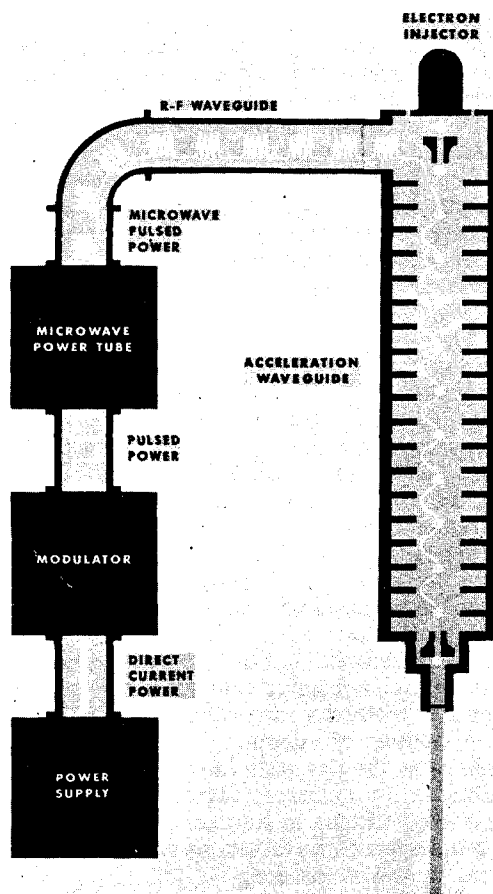 ELECTRON
INJECTOR
R-F WAVEGUIDE
MICROWAVE
PULSED
POWER
MICROWAVE
POWER TUBE
ACCELERATION
WAVEGUIDE
PULSED
POWER
MODULATOR
DIRECT
CURRENT
POWER
POWER
SUPPLY